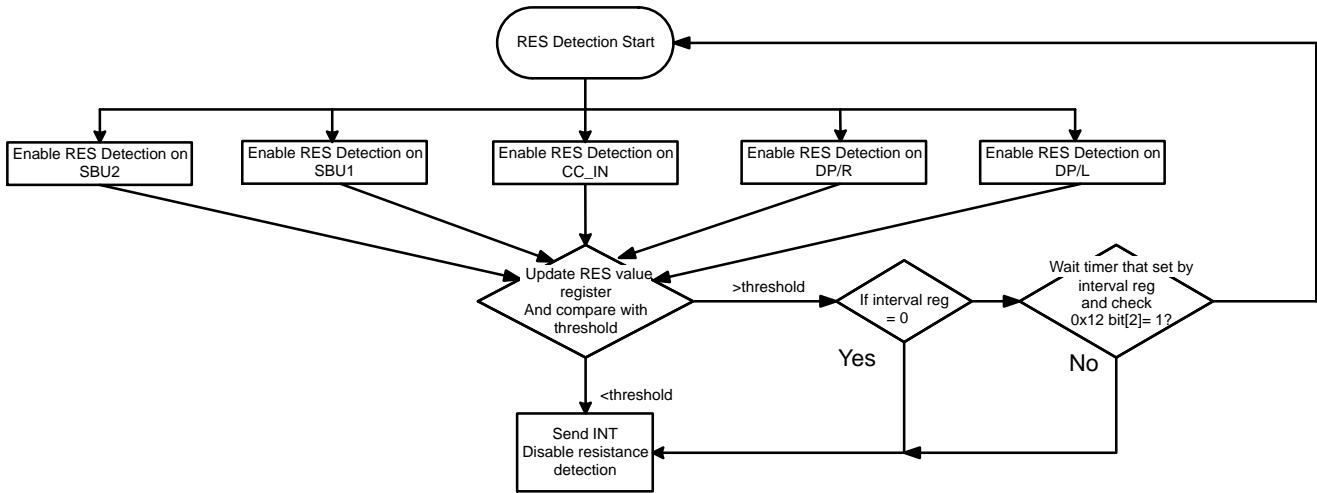 RES Detection Start
Enable RES Detection on
SBU2
Enable RES Detection on
SBU1
Enable RES Detection on
CC_IN
Enable RES Detection on
DP/R
Enable RES Detection on
DP/L
Update RES value
register
And compare with
threshold
>threshold
If interval reg
= 0
Wait timer that set by
interval reg
and check
0x12 bit[2]= 1?
Yes
No
<threshold
Send INT
Disable resistance
detection